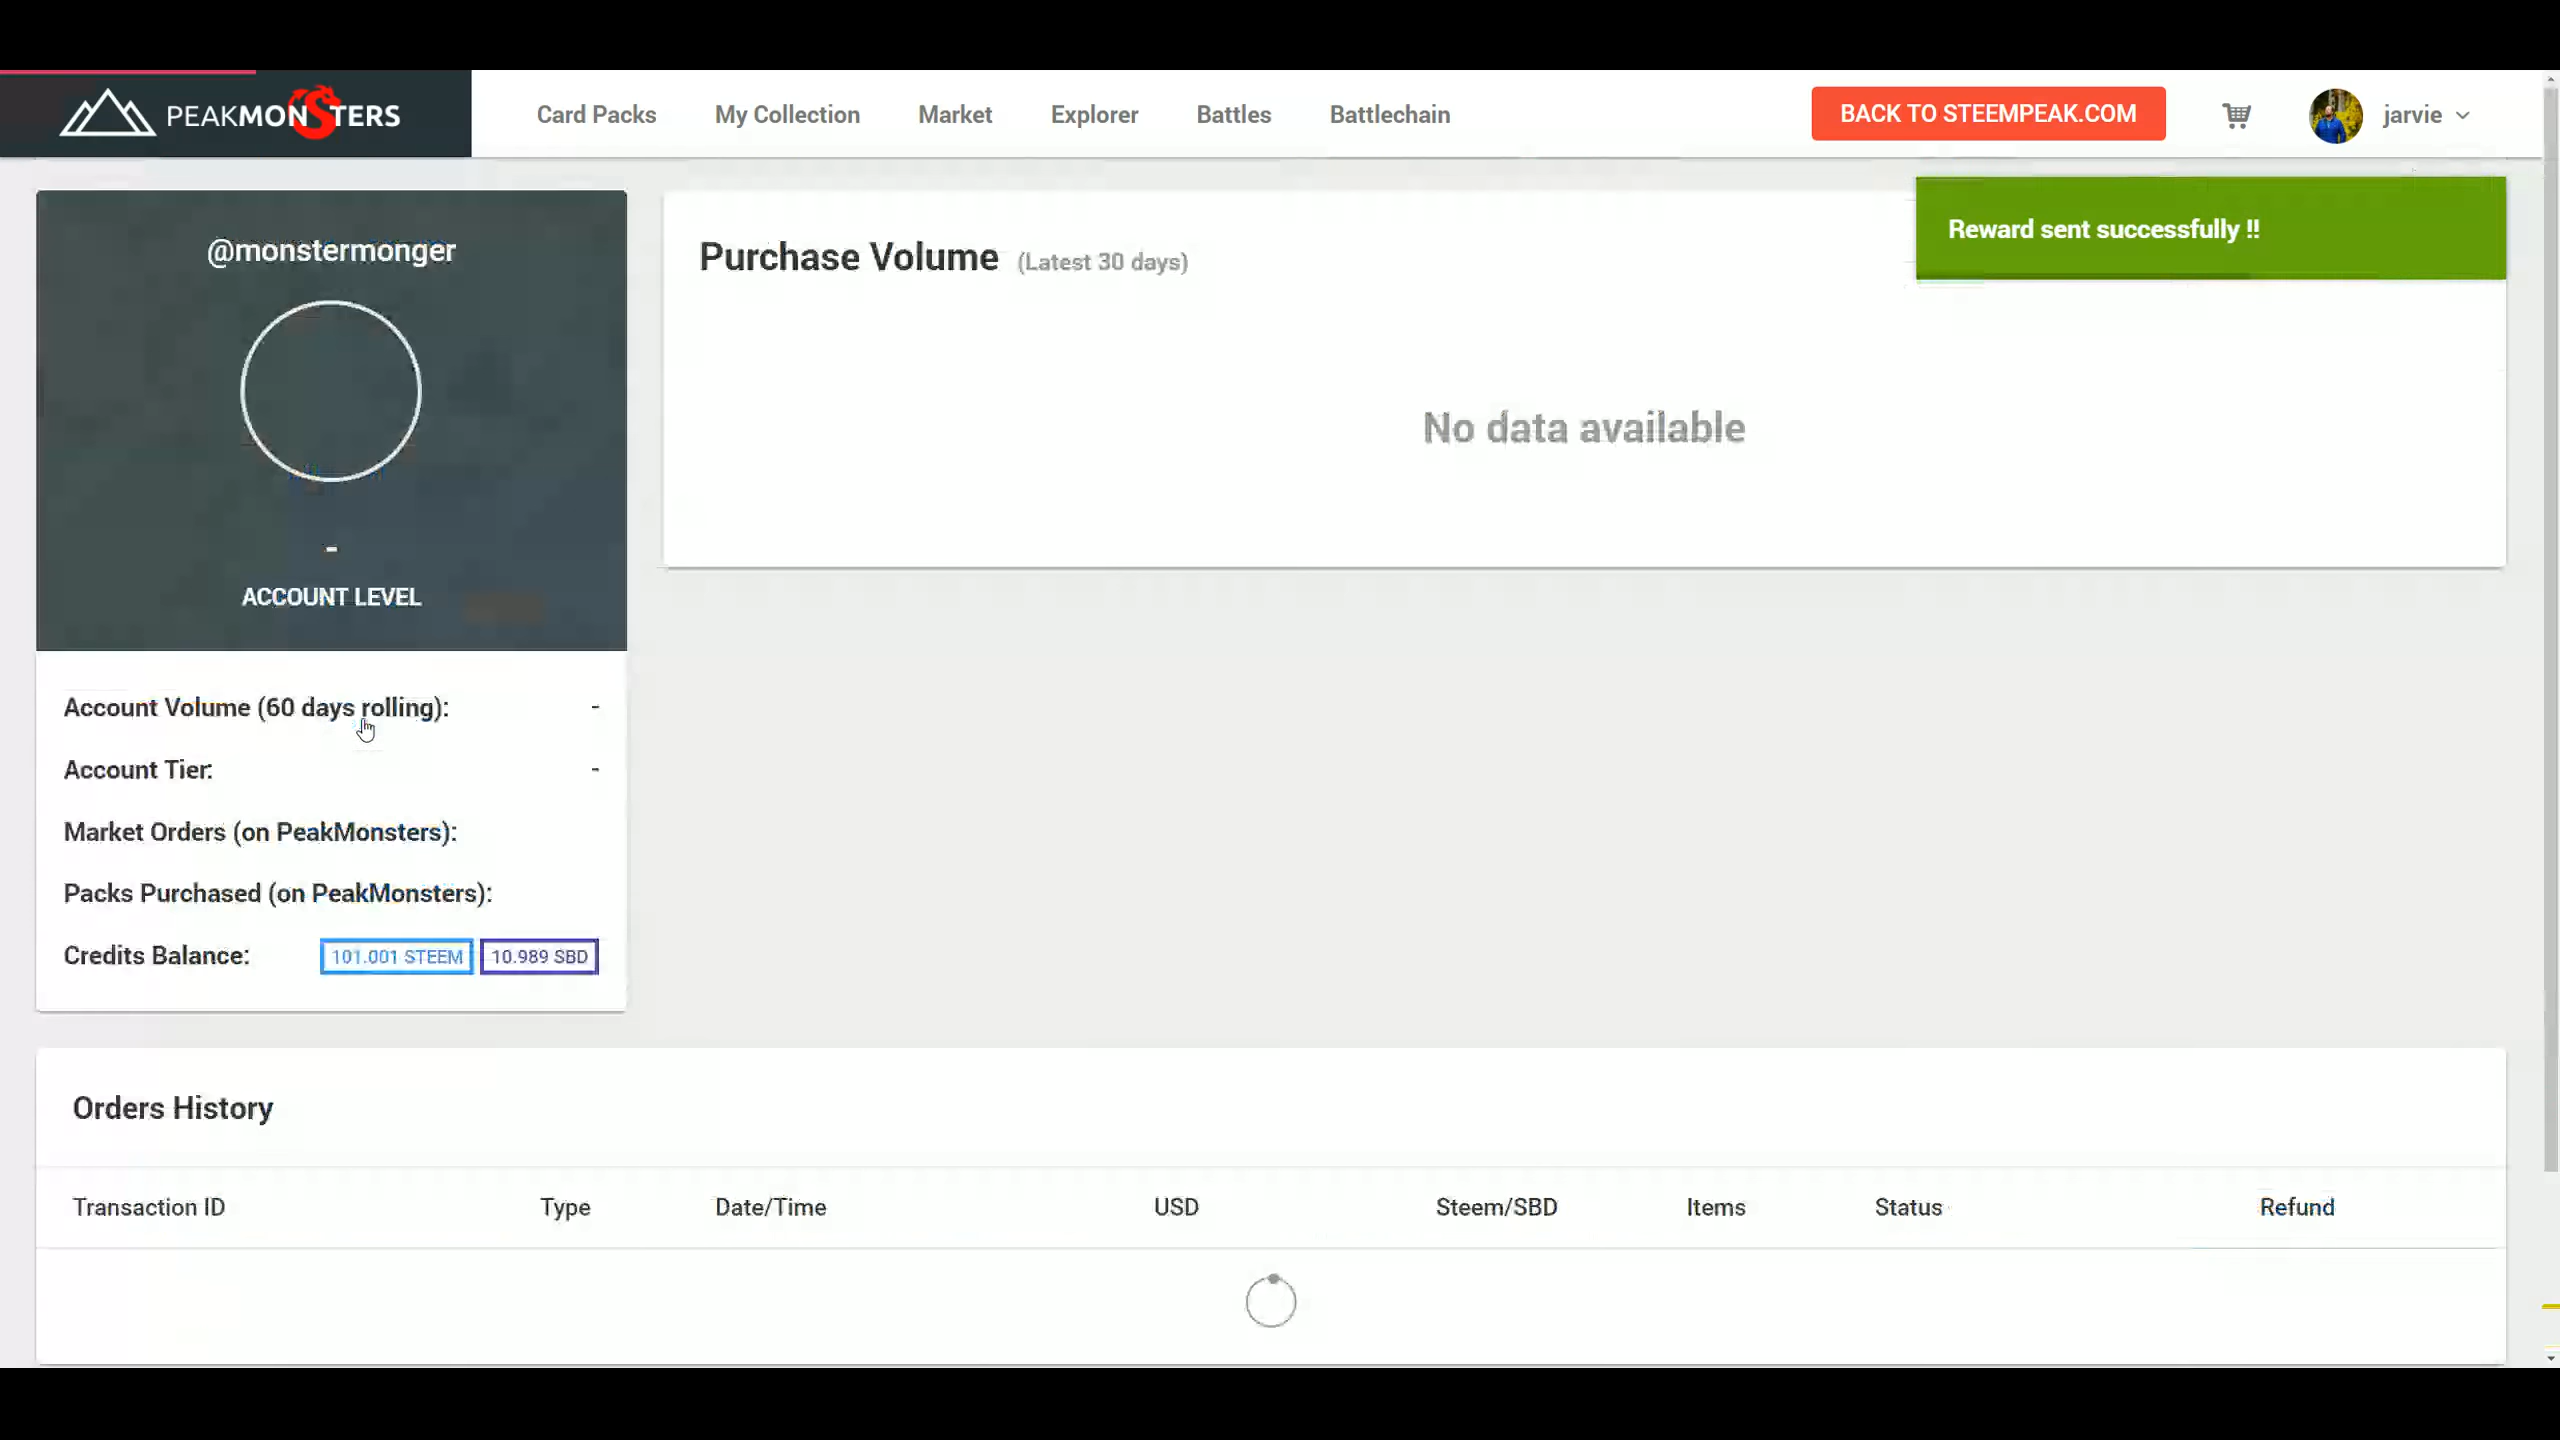 PEAKMONSTERS
Card Packs
My Collection
Market
Explorer
Battles
Battlechain
BACK TO STEEMPEAK.COM
jarvie
@monstermonger
-
ACCOUNT LEVEL
Purchase Volume (Latest 30 days)
Reward sent successfully !!
No data available
Account Volume (60 days rolling): -
Account Tier: -
Market Orders (on PeakMonsters):
Packs Purchased (on PeakMonsters):
Credits Balance: 101.001 STEEM 10.989 SBD
Orders History
Transaction ID Type Date/Time USD Steem/SBD Items Status Refund